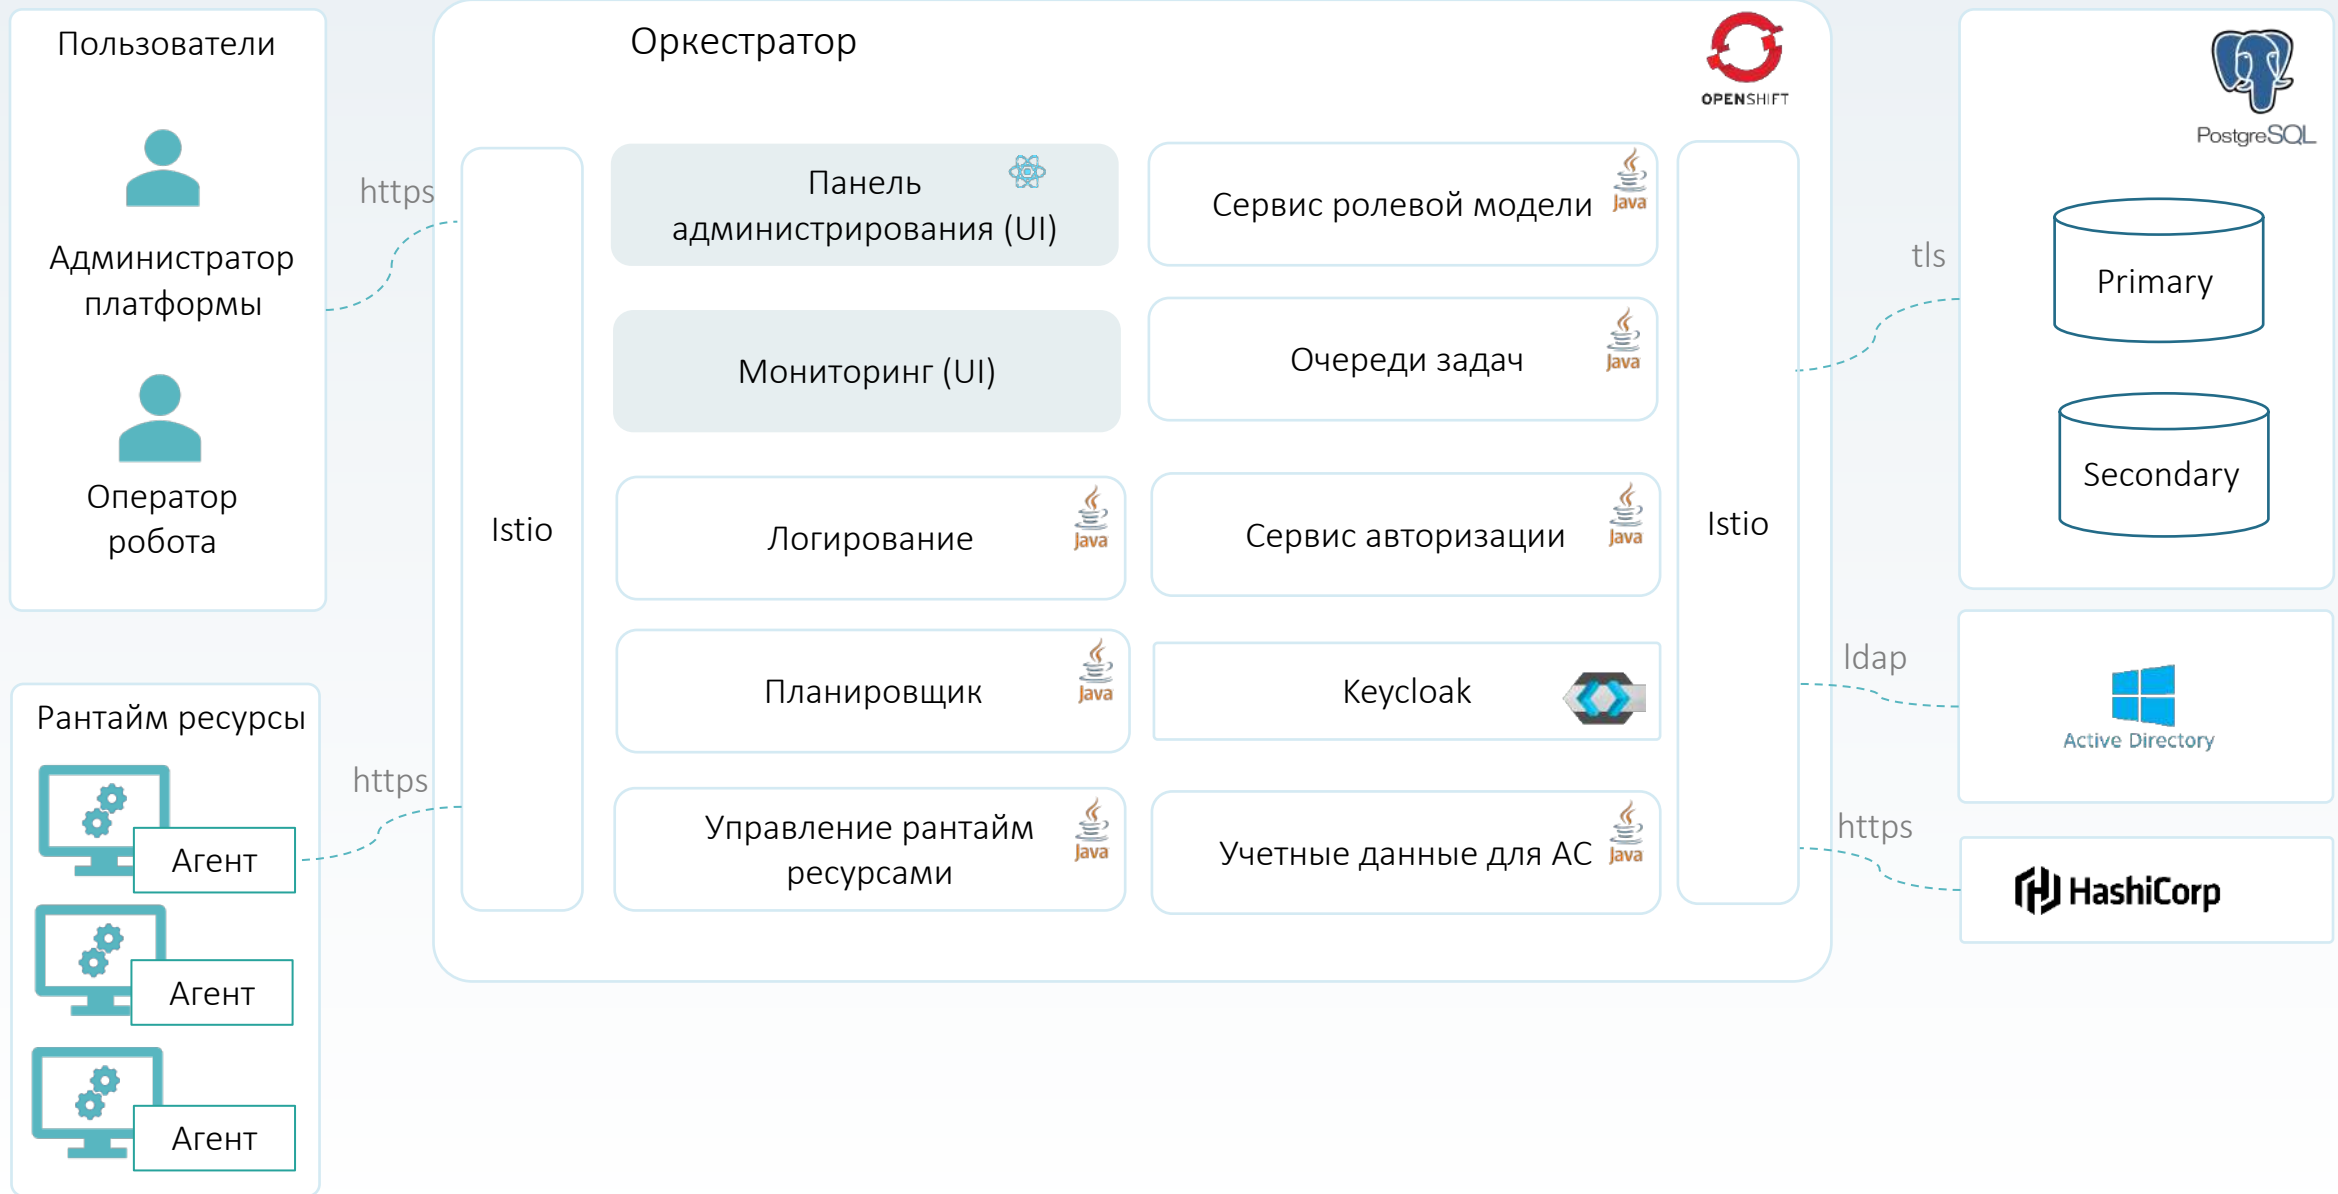 Пользователи
Администратор
платформы
Оператор
робота
Рантайм ресурсы
Агент
Агент
Агент
https
https
Оркестратор
OPENSHIFT
Istio
Панель
администрирования (UI)
Мониторинг (UI)
Логирование
Java
Планировщик
Java
Управление рантайм
ресурсами
Java
Сервис ролевой модели
Java
Очереди задач
Java
Сервис авторизации
Java
Keycloak
Учетные данные для АС
Java
Istio
tls
ldap
https
PostgreSQL
Primary
Secondary
Active Directory
HashiCorp